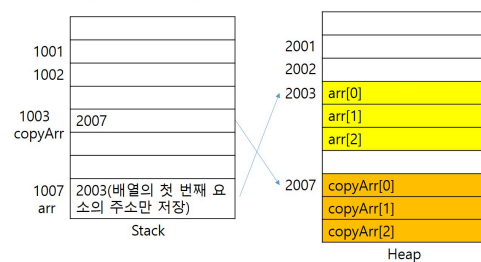 1001
1002
1003
copyArr
2007
1007
arr
2003(배열의 첫 번째 요
소의 주소만 저장)
Stack
2001
2002
2003
arr[0]
arr[1]
arr[2]
2007
copyArr[0]
copyArr[1]
copyArr[2]
Heap